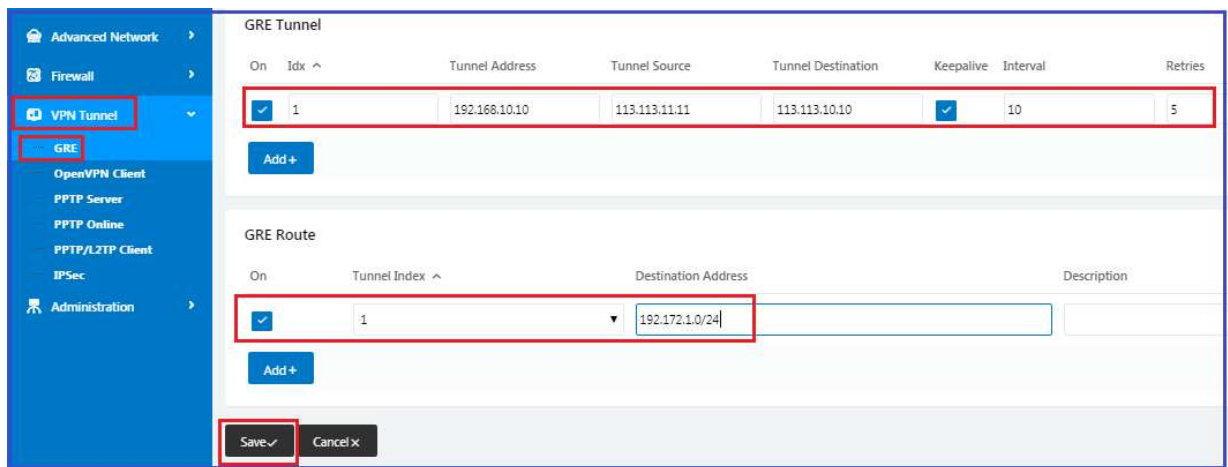 Advanced Network
Firewall
VPN Tunnel
GRE
OpenVPN Client
PPTP Server
PPTP Online
PPTP/L2TP Client
IPSec
Administration
GRE Tunnel
On Idx Tunnel Address Tunnel Source Tunnel Destination Keepalive Interval Retries
1 192.168.10.10 113.113.11.11 113.113.10.10 10 5
Add+
GRE Route
On Tunnel Index Destination Address Description
1 192.172.1.0/24
Add+
Save Cancel